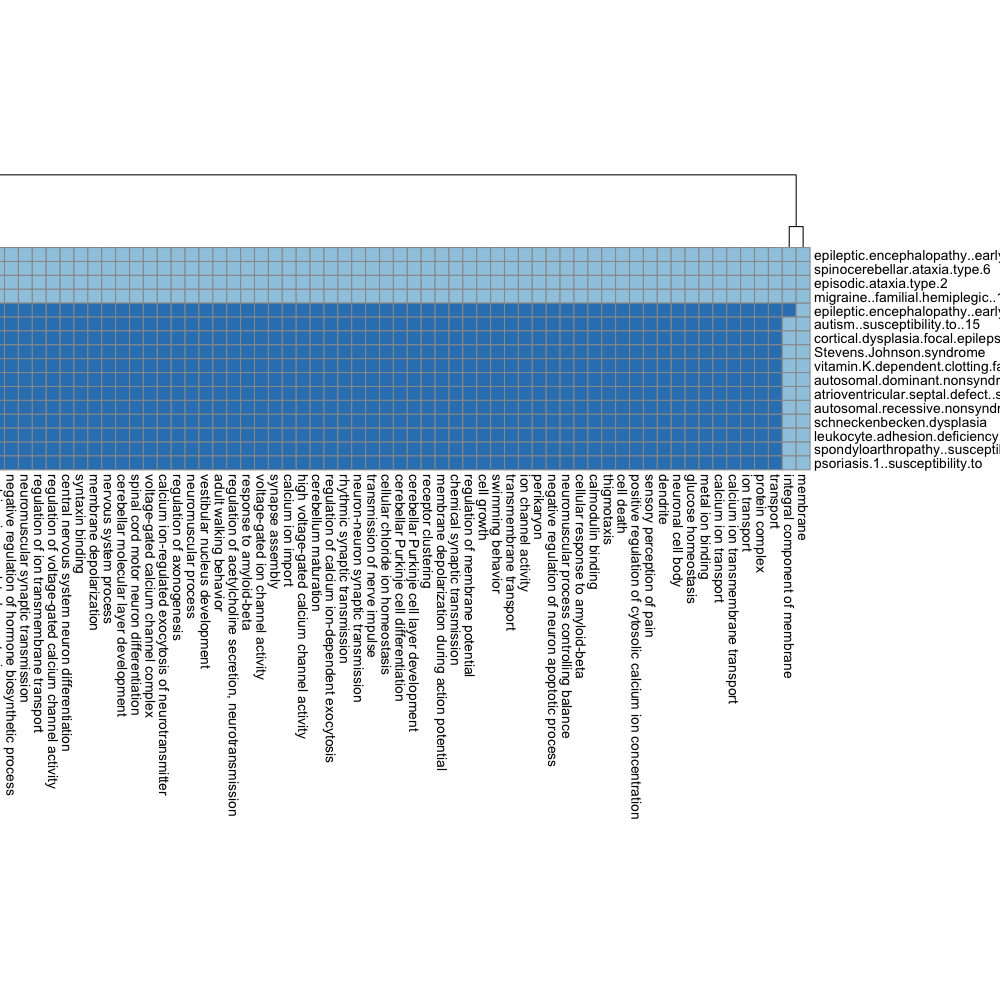 epileptic.encephalopathy..early
spinocerebellar.ataxia.type.6
episodic.ataxia.type.2
migraine..familial.hemiplegic..1
epileptic.encephalopathy..early
autism..susceptibility.to..15
cortical.dysplasia.focal.epileps
Stevens.Johnson.syndrome
vitamin.K.dependent.clotting.fa
autosomal.dominant.nonsyndr
atrioventricular.septal.defect..s
autosomal.recessive.nonsyndr
schneckenbecken.dysplasia
leukocyte.adhesion.deficiency
spondyloarthropathy..suscepti
psoriasis.1..susceptibility.to
negative regulation of hormone biosynthetic process
neuromuscular synaptic transmission
regulation of ion transmembrane transport
regulation of voltage-gated calcium channel activity
central nervous system neuron differentiation
syntaxin binding
membrane depolarization
nervous system process
cerebellar molecular layer development
spinal cord motor neuron differentiation
voltage-gated calcium channel complex
calcium ion-regulated exocytosis of neurotransmitter
regulation of axonogenesis
neuromuscular process
vestibular nucleus development
adult walking behavior
regulation of acetylcholine secretion, neurotransmission
response to amyloid-beta
voltage-gated ion channel activity
synapse assembly
calcium ion import
high voltage-gated calcium channel activity
cerebellum maturation
regulation of calcium ion-dependent exocytosis
rhythmic synaptic transmission
neuron-neuron synaptic transmission
transmission of nerve impulse
cellular chloride ion homeostasis
cerebellar Purkinje cell differentiation
cerebellar Purkinje cell layer development
receptor clustering
membrane depolarization during action potential
chemical synaptic transmission
regulation of membrane potential
cell growth
swimming behavior
transmembrane transport
ion channel activity
perikaryon
negative regulation of neuron apoptotic process
neuromuscular process controlling balance
cellular response to amyloid-beta
calmodulin binding
thigmotaxis
cell death
positive regulation of cytosolic calcium ion concentration
sensory perception of pain
dendrite
neuronal cell body
glucose homeostasis
metal ion binding
calcium ion transport
calcium ion transmembrane transport
ion transport
protein complex
transport
integral component of membrane
membrane